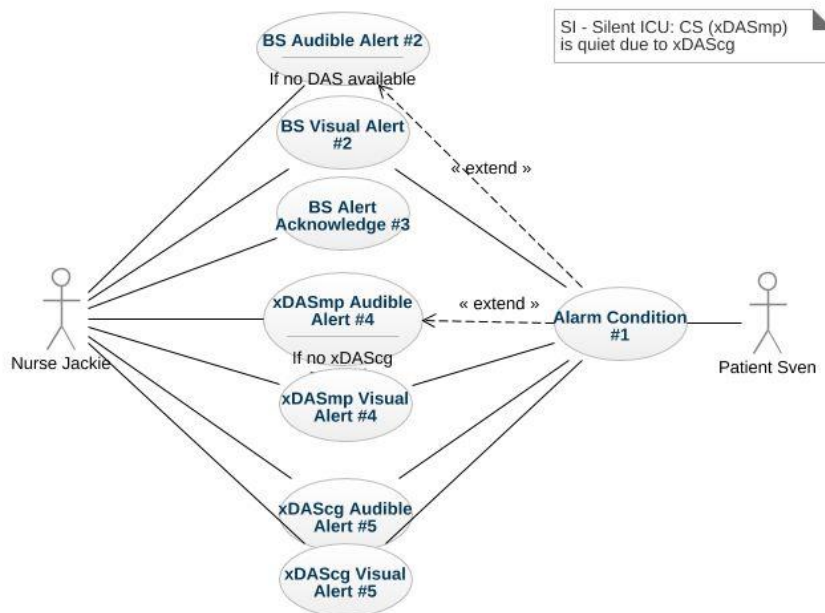 BS Audible Alert #2
If no DAS available
SI - Silent ICU: CS (xDASmp)
is quiet due to xDAScg
BS Visual Alert
#2
« extend »
BS Alert
Acknowledge #3
xDASmp Audible
Alert #4
If no xDAScg
« extend »
Alarm Condition
#1
Nurse Jackie
Patient Sven
xDASmp Visual
Alert #4
xDAScg Audible
Alert #5
xDAScg Visual
Alert #5